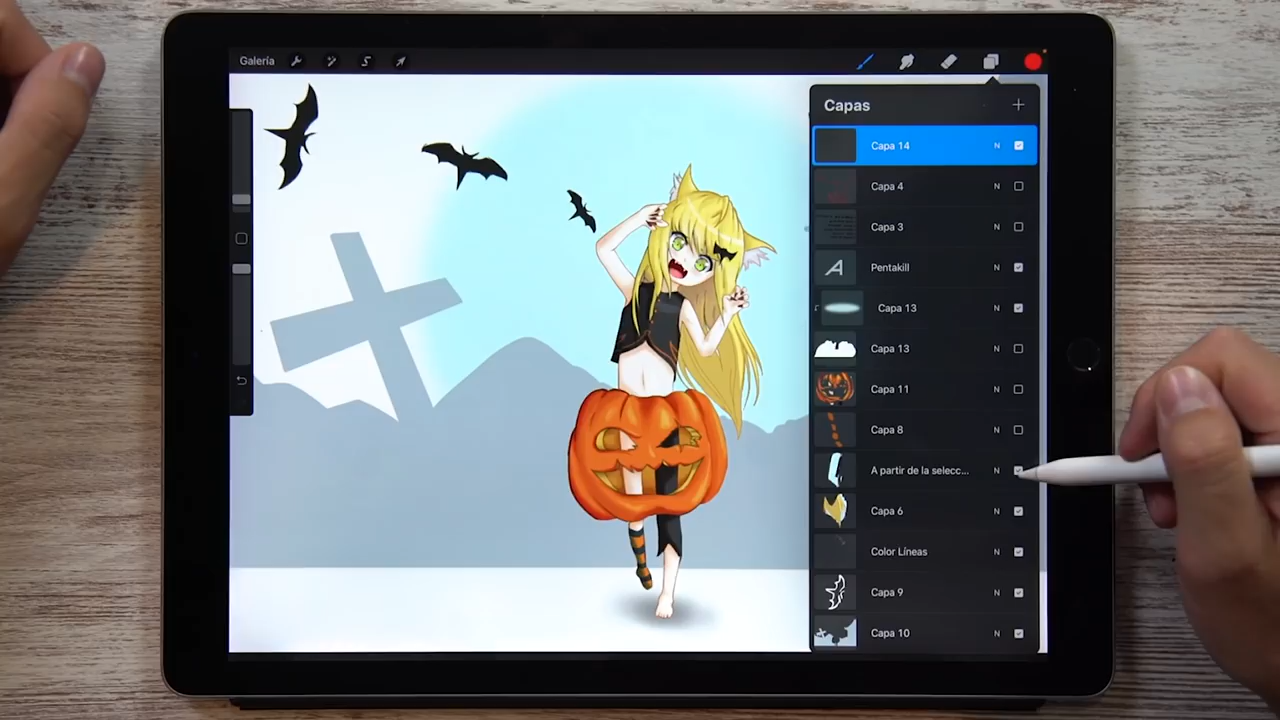 Galería
Capas
Capa 14 N
Capa 4 N
Capa 3 N
Pentakill N
Capa 13 N
Capa 13 N
Capa 11 N
Capa 8 N
A partir de la selecc... N
Capa 6 N
Color Líneas N
Capa 9 N
Capa 10 N